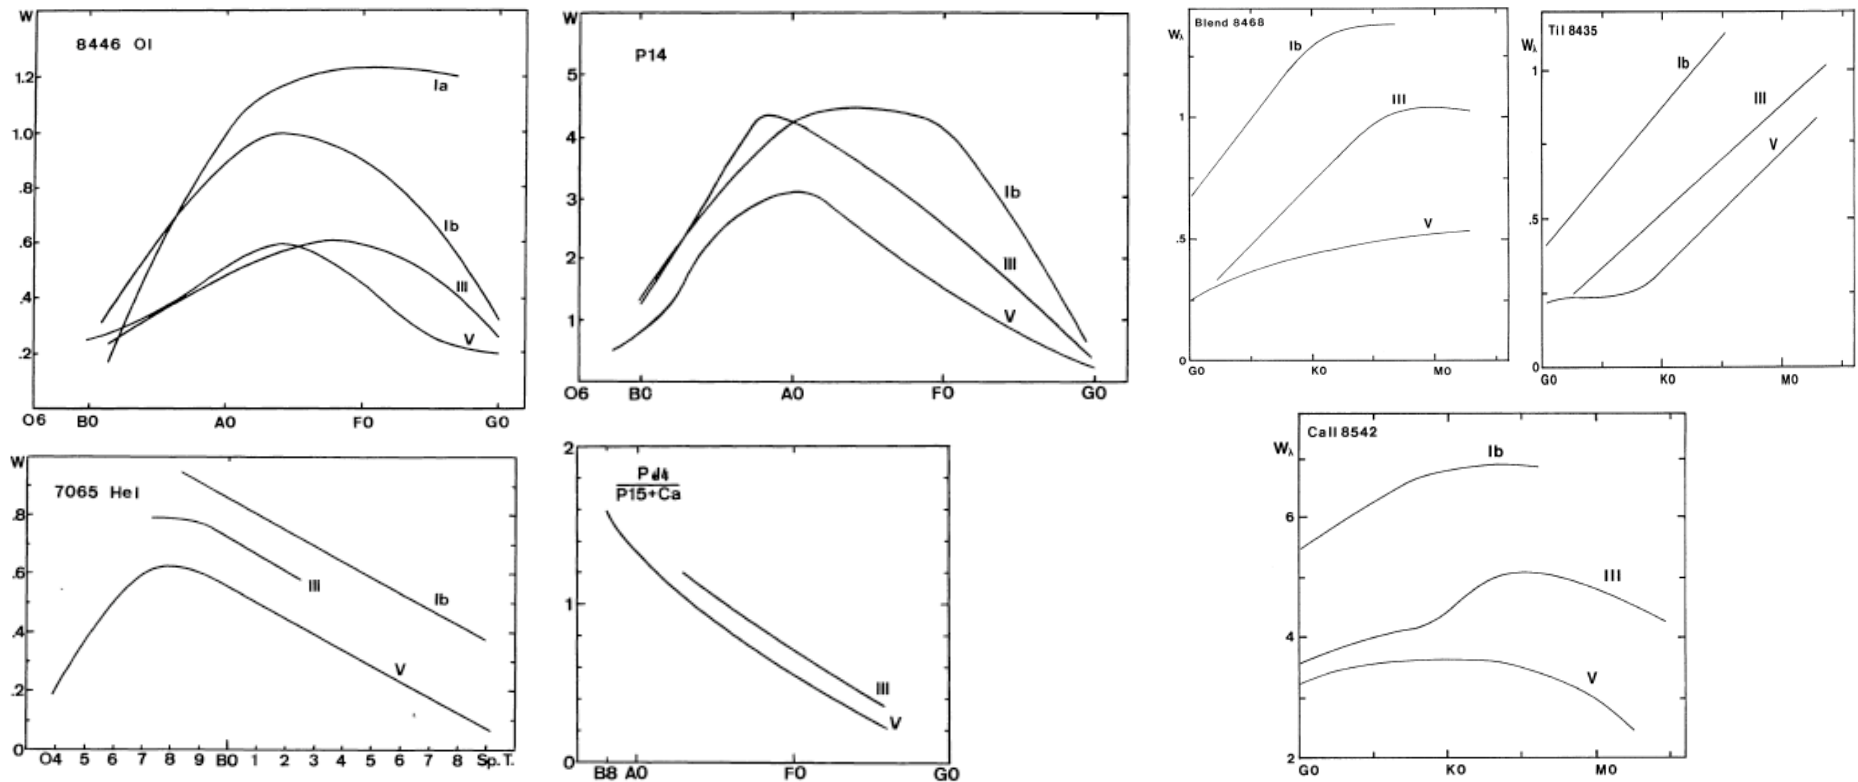 W
8446 OI
1.2
1.0
.8
.6
.4
.2
Ia
Ib
III
V
O6 B0 A0 F0 G0
W
P14
5
4
3
2
1
Ib
III
V
O6 B0 A0 F0 G0
Wλ
Blend 8468
1
.5
0
Ib
III
V
G0 K0 M0
Wλ
TiI 8435
1
.5
0
Ib
III
V
G0 K0 M0
W
7065 HeI
.8
.6
.4
.2
0
III
Ib
V
O4 5 6 7 8 9 B0 1 2 3 4 5 6 7 8 Sp.T.
2
1
0
P15+Ca
III
V
B8 A0 F0 G0
Wλ
CaII 8542
6
4
2
Ib
III
V
G0 K0 M0